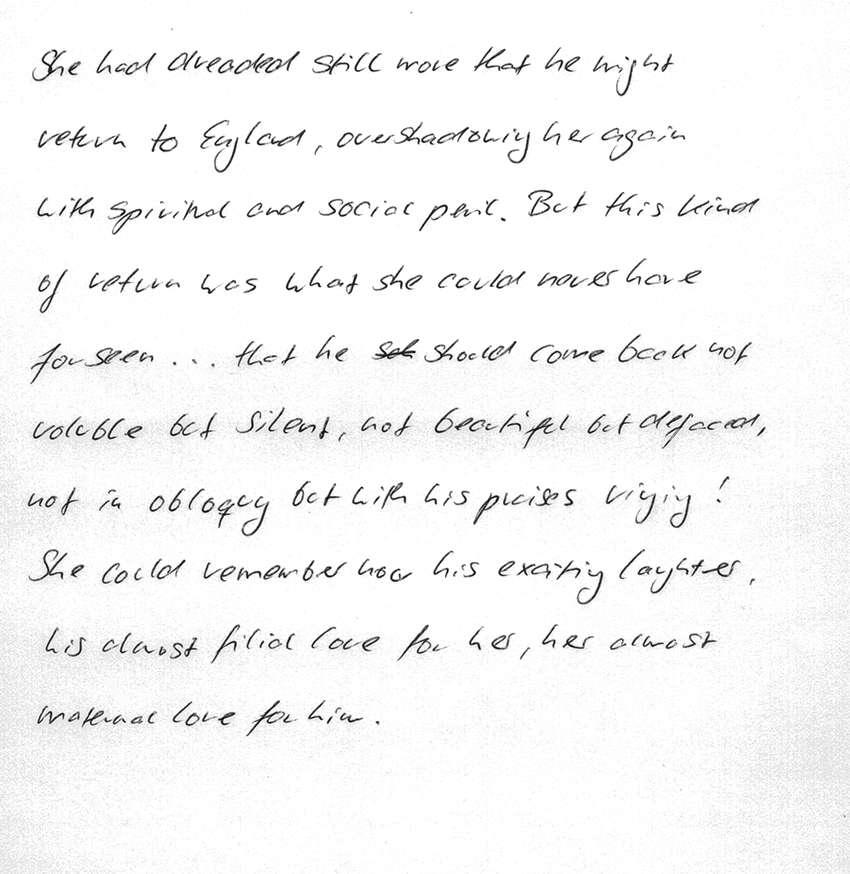 She had dreaded still more that he might
return to England, overshadowing her again
with spiritual and social peril. But this kind
of return was what she could never have
forseen... that he should come back not
voluble but silent, not beautiful but defaced,
not in obloquy but with his praises ringing!
She could remember now his exciting laughter,
his almost filial love for her, her almost
maternal love for him.